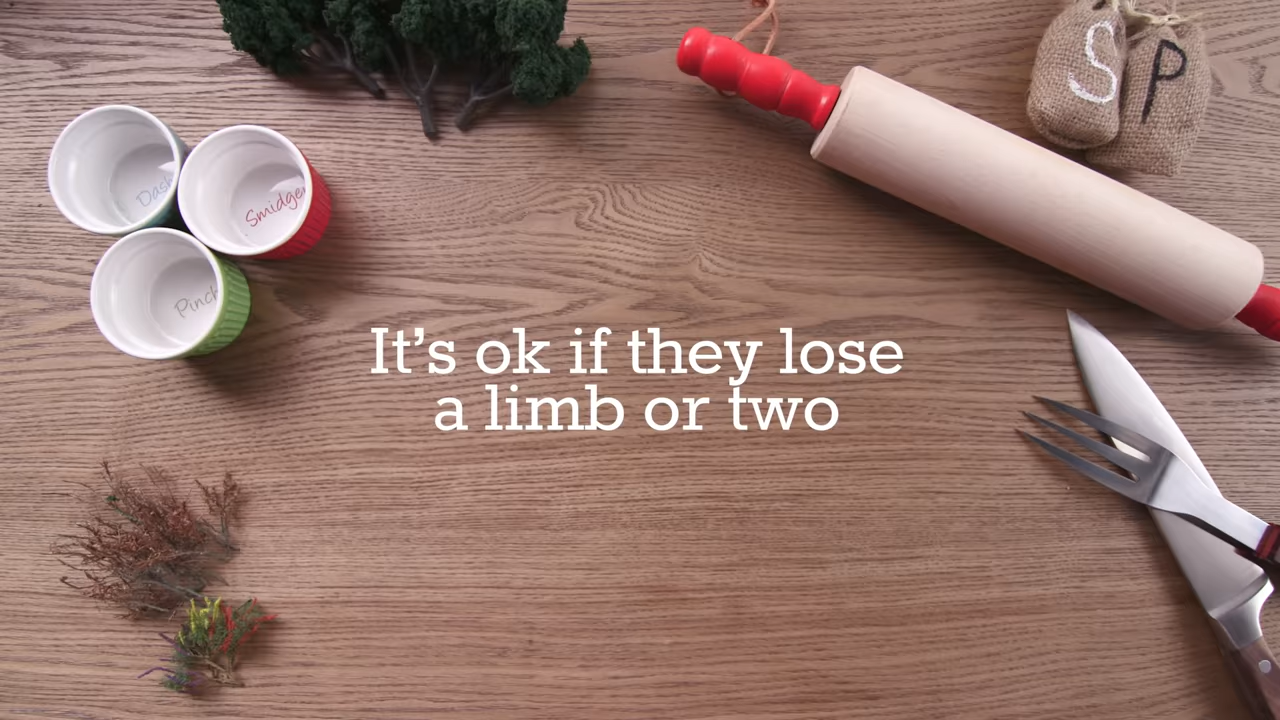 Dash
Smidgen
Pinch
S
P
It's ok if they lose
a limb or two